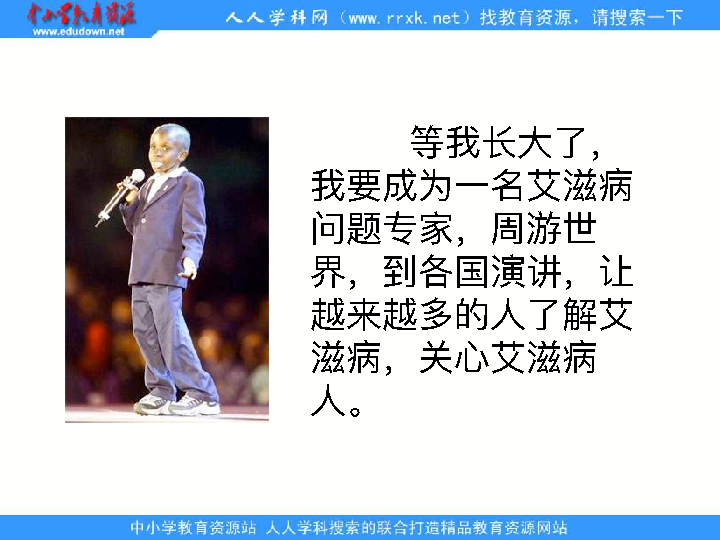 中小学教育资源
www.edudown.net
人人学科网（www.rrxk.net）找教育资源，请搜索一下
等我长大了，
我要成为一名艾滋病
问题专家，周游世
界，到各国演讲，让
越来越多的人了解艾
滋病，关心艾滋病
人。
中小学教育资源站 人人学科搜索的联合打造精品教育资源网站